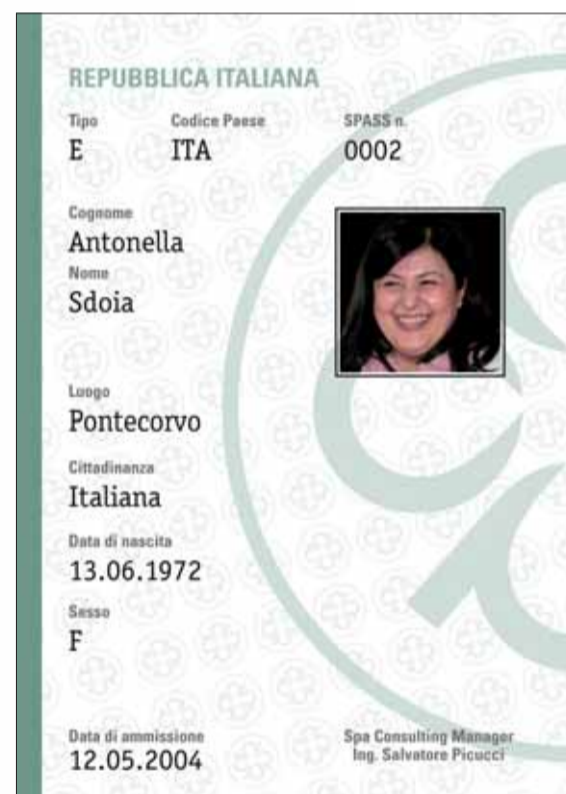 REPUBBLICA ITALIANA
Tipo Codice Paese SPASS n.
E ITA 0002
Cognome
Antonella
Nome
Sdoia
Luogo
Pontecorvo
Cittadinanza
Italiana
Data di nascita
13.06.1972
Sesso
F
Data di ammissione
12.05.2004
Spa Consulting Manager
Ing. Salvatore Picucci